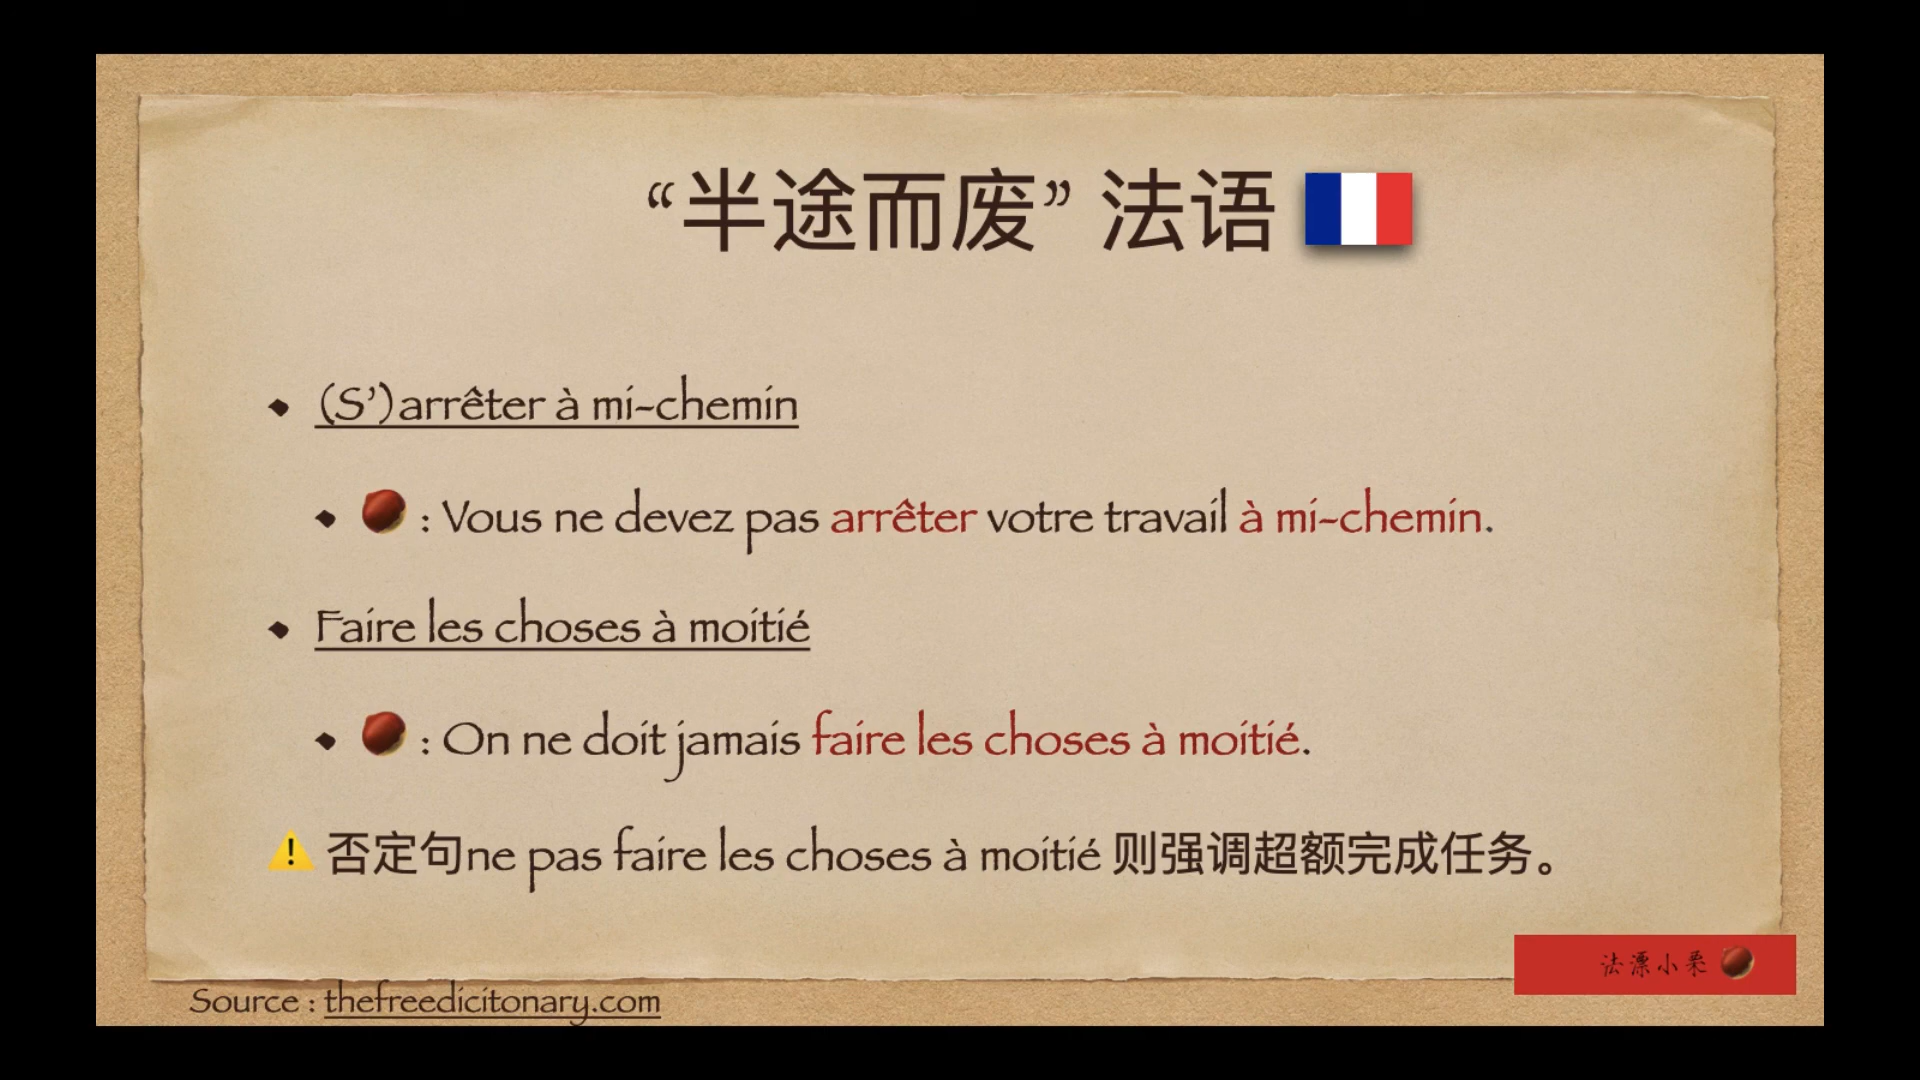 “半途而废” 法语
(S’)arrêter à mi-chemin
: Vous ne devez pas arrêter votre travail à mi-chemin.
Faire les choses à moitié
: On ne doit jamais faire les choses à moitié.
否定句ne pas faire les choses à moitié 则强调超额完成任务。
法漂小栗
Source : thefreedicitonary.com